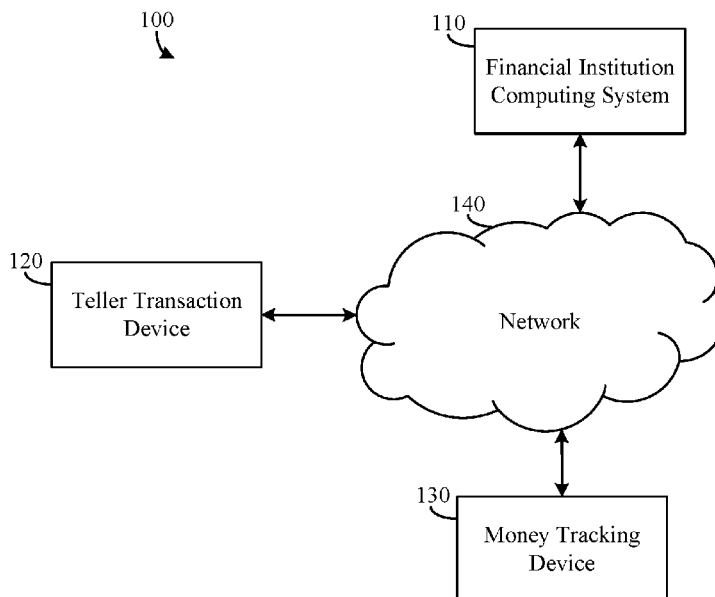 100
110
Financial Institution
Computing System
140
120
Teller Transaction
Device
Network
130
Money Tracking
Device